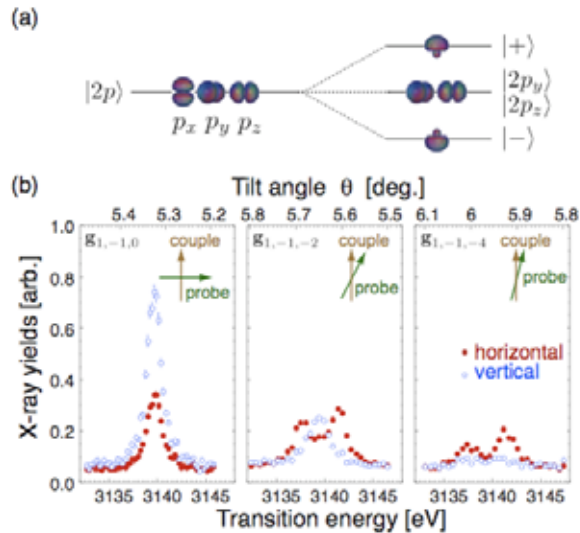 (a)
|+⟩
|2p⟩
|2p_y⟩
|2p_z⟩
p_x p_y p_z
|−⟩
(b)
Tilt angle θ [deg.]
5.4 5.3 5.2 5.8 5.7 5.6 5.5 6.1 6 5.9 5.8
g_{1,−1,0} couple g_{1,−1,−2} couple g_{1,−1,−4} couple
probe probe probe
horizontal
vertical
X-ray yields [arb.]
1.0
0.8
0.6
0.4
0.2
0.0
3135 3140 3145 3135 3140 3145 3135 3140 3145
Transition energy [eV]